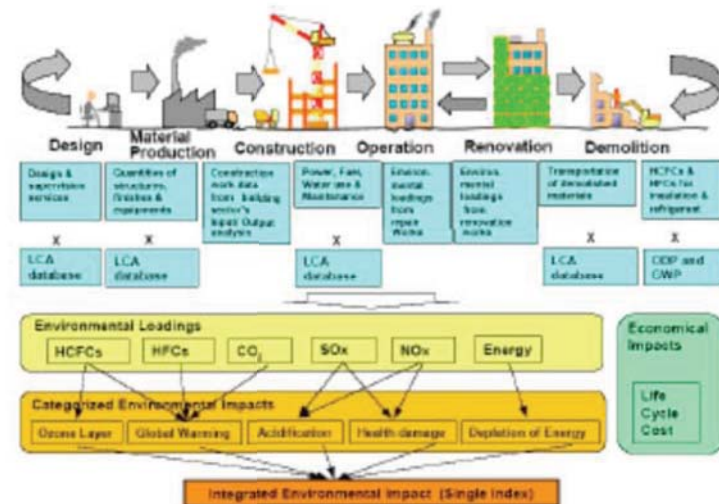 Design
Material
Production
Construction
Operation
Renovation
Demolition
Design &
supervision
services
Quantities of
structures,
finishes &
equipments
Construction
work data
from building
sector's
Input Output
analysis
Power, Fuel,
Water use &
Maintenance
Environ.
mental
loadings
from
repair
Works
Environ.
mental
loadings
from
renovation
works
Transportation
of demolished
materials
HCFCs &
HFCs for
insulation &
refrigerant
X
X
X
X
X
LCA
database
LCA
database
LCA
database
LCA
database
ODP and
GWP
Environmental Loadings
HCFCs
HFCs
CO2
SOx
NOx
Energy
Categorized Environmental Impacts
Ozone Layer
Global Warming
Acidification
Health damage
Depletion of Energy
Integrated Environmental Impact (Single Index)
Economical
Impacts
Life
Cycle
Cost